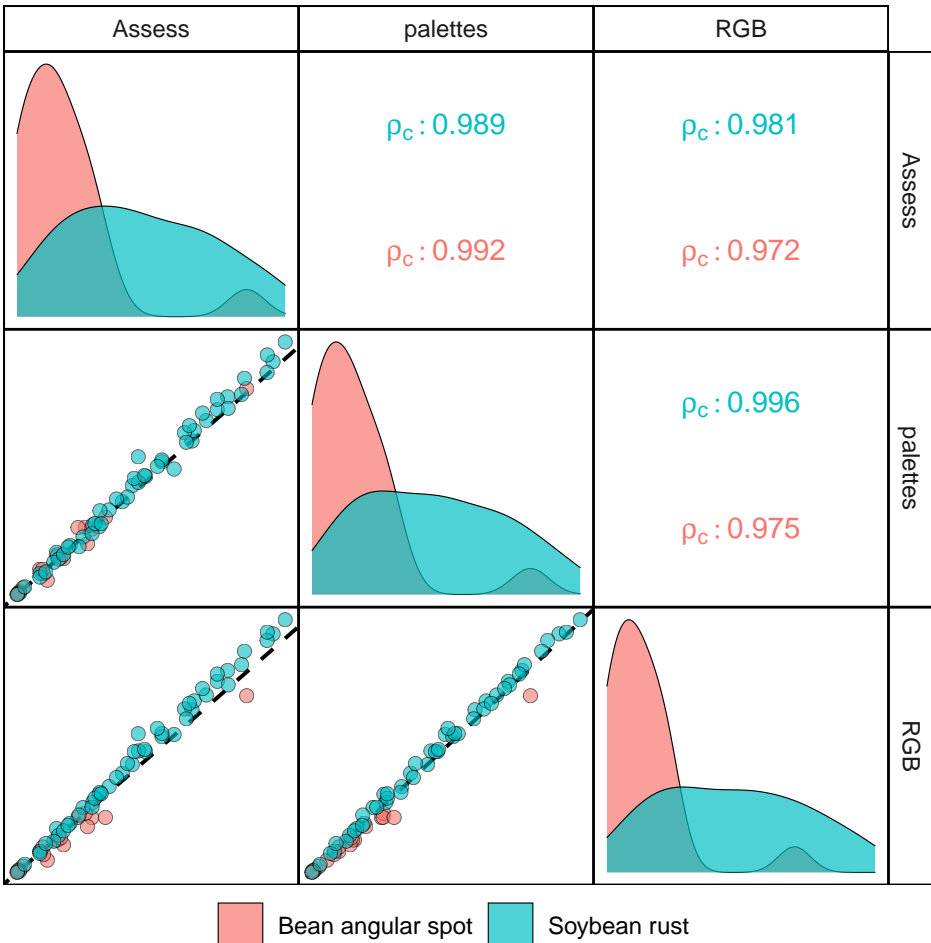 Assess palettes RGB
ρc : 0.989 ρc : 0.981
Assess
ρc : 0.992 ρc : 0.972
ρc : 0.996
palettes
ρc : 0.975
RGB
Bean angular spot Soybean rust